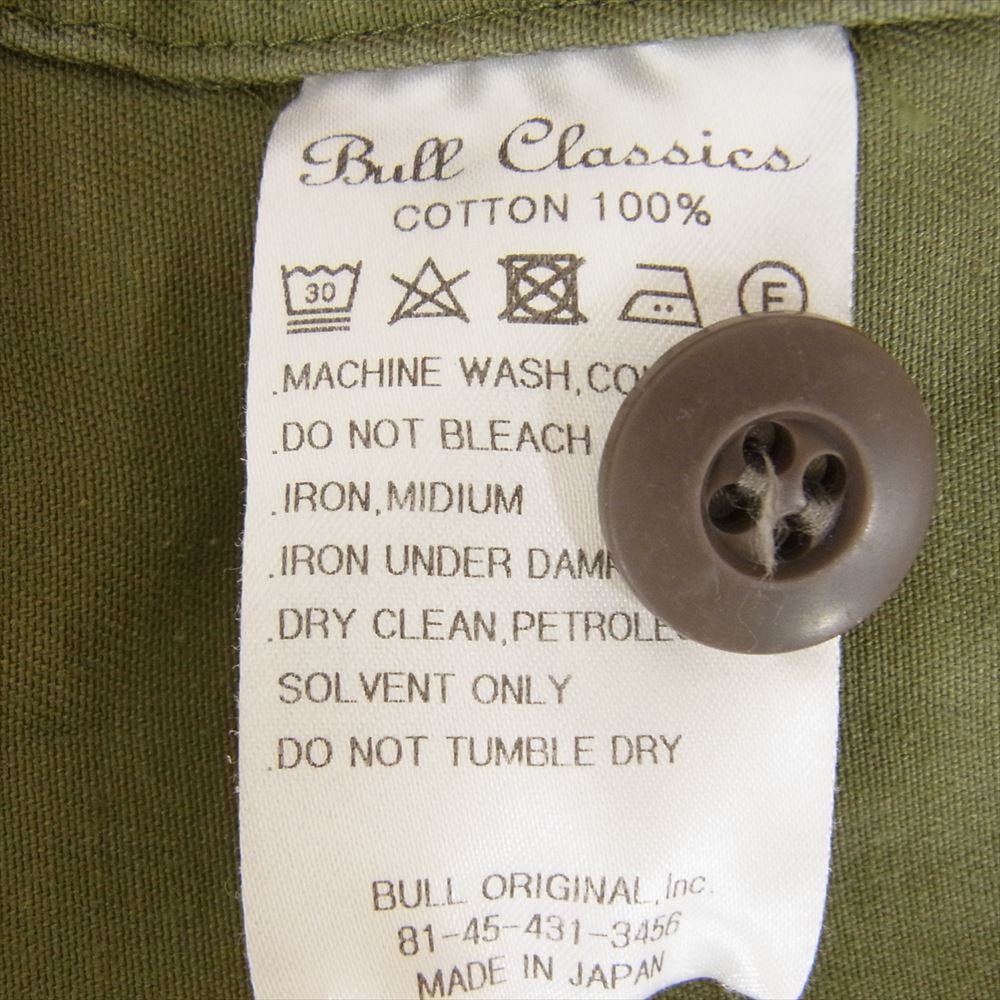 Bull Classics
COTTON 100%
30 F
.MACHINE WASH,
.DO NOT BLEACH
.IRON,MIDIUM
.IRON UNDER
.DRY CLEAN,
SOLVENT ONLY
.DO NOT TUMBLE DRY
BULL ORIGINAL,Inc.
81-45-431-3456
MADE IN JAPAN